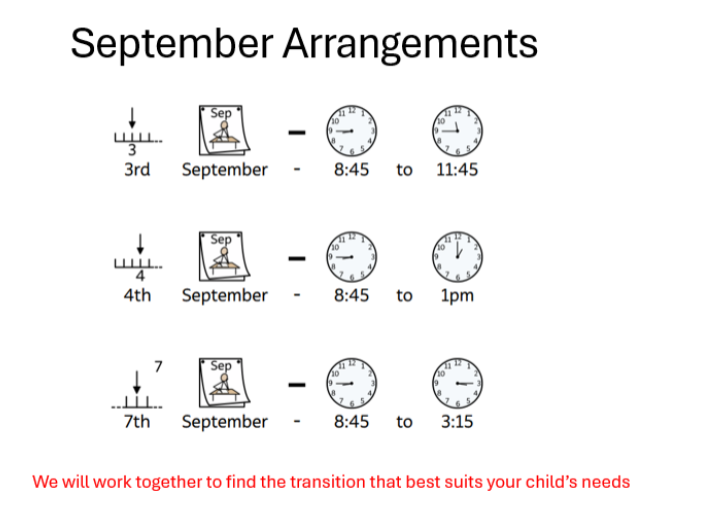 September Arrangements
Sep
3
3rd September - 8:45 to 11:45
Sep
4
4th September - 8:45 to 1pm
7 Sep
7th September - 8:45 to 3:15
We will work together to find the transition that best suits your child's needs